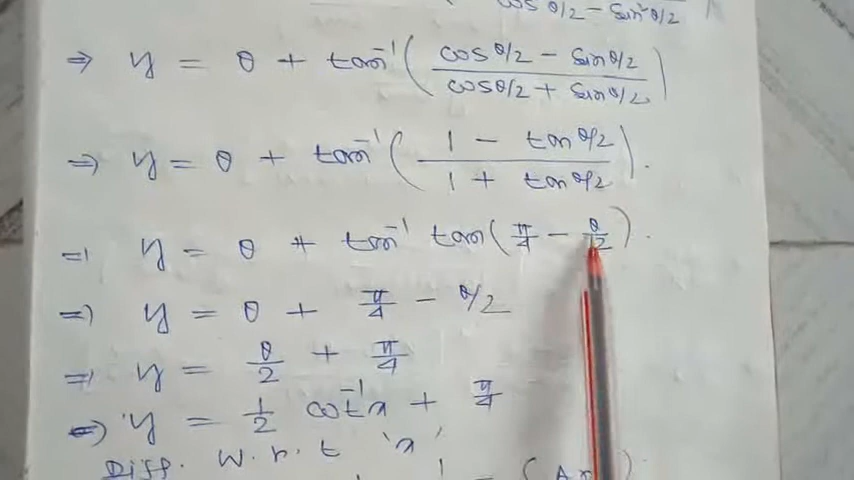 cos θ/2 − sin² θ/2
⇒ y = θ + tan⁻¹ ( (cos θ/2 − sin θ/2) / (cos θ/2 + sin θ/2) )
⇒ y = θ + tan⁻¹ ( (1 − tan θ/2) / (1 + tan θ/2) ).
⇒ y = θ + tan⁻¹ tan ( π/4 − θ/2 ).
⇒ y = θ + π/4 − θ/2
⇒ y = θ/2 + π/4
⇒ y = 1/2 cot⁻¹x + π/4
Diff. w.r.t 'x'